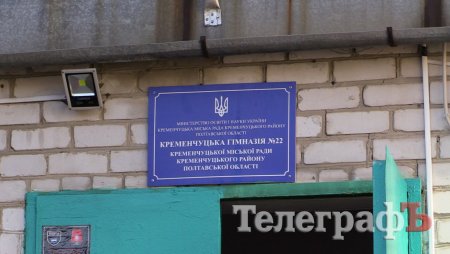 МІНІСТЕРСТВО ОСВІТИ І НАУКИ УКРАЇНИ
КРЕМЕНЧУЦЬКА МІСЬКА РАДА КРЕМЕНЧУЦЬКОГО РАЙОНУ
ПОЛТАВСЬКОЇ ОБЛАСТІ
КРЕМЕНЧУЦЬКА ГІМНАЗІЯ №22
КРЕМЕНЧУЦЬКОЇ МІСЬКОЇ РАДИ
КРЕМЕНЧУЦЬКОГО РАЙОНУ
ПОЛТАВСЬКОЇ ОБЛАСТІ
ТелеграфЪ